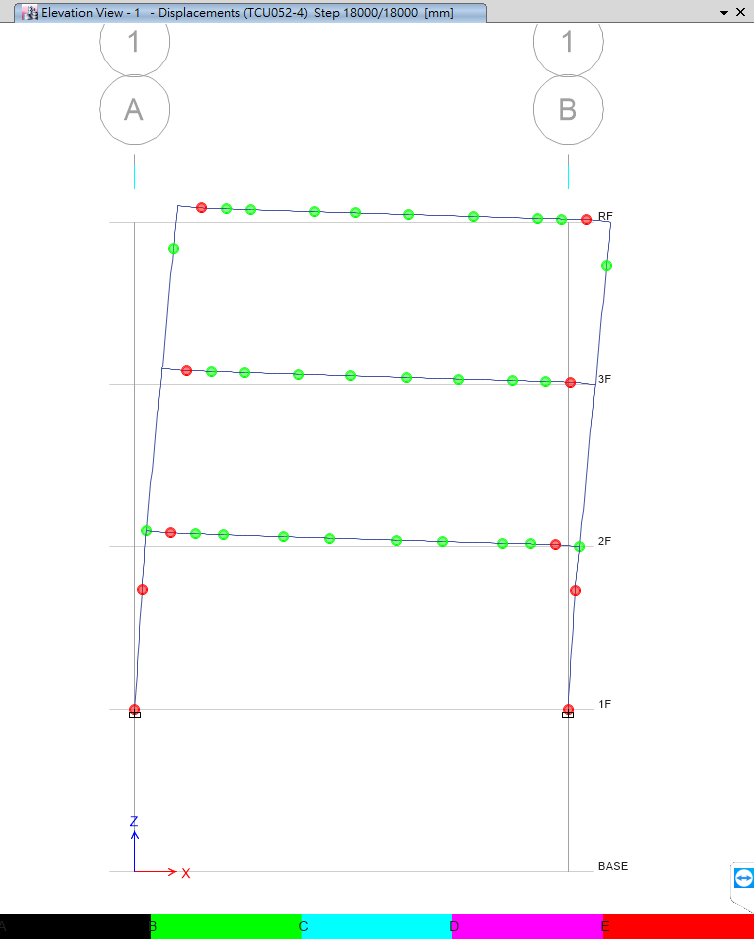 Elevation View - 1 - Displacements (TCU052-4) Step 18000/18000 [mm]
1 1
A B
RF
3F
2F
1F
Z
X
BASE
A B C D E